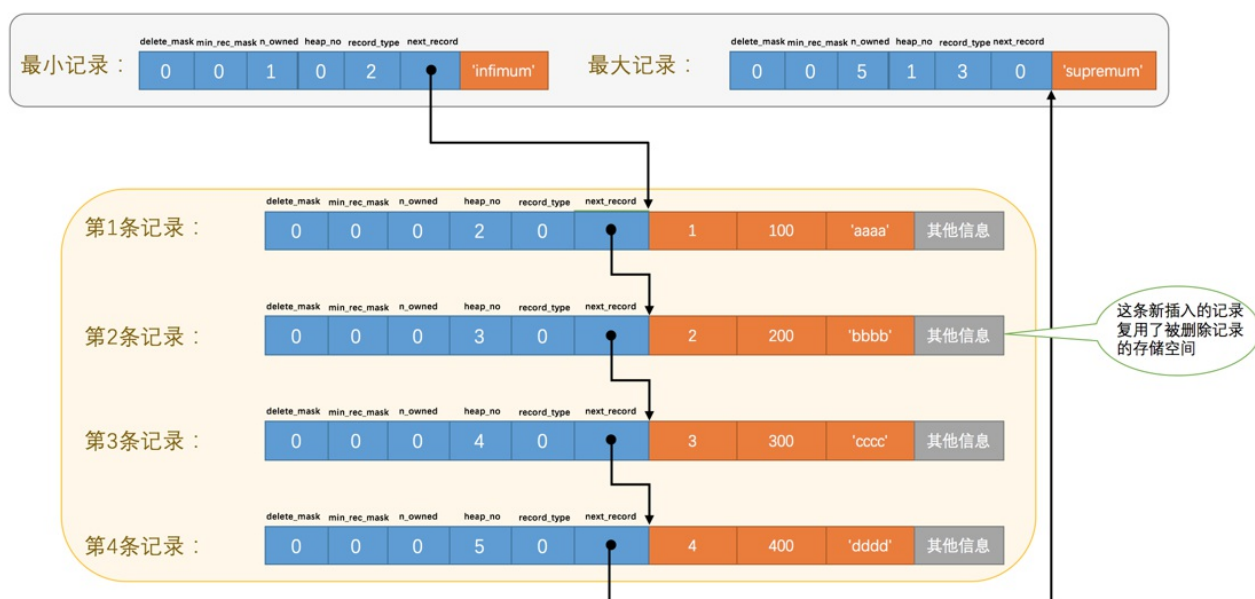 delete_mask min_rec_mask n_owned heap_no record_type next_record
最小记录： 0 0 1 0 2 'infimum'
delete_mask min_rec_mask n_owned heap_no record_type next_record
最大记录： 0 0 5 1 3 0 'supremum'
delete_mask min_rec_mask n_owned heap_no record_type next_record
第1条记录： 0 0 0 2 0 1 100 'aaaa' 其他信息
delete_mask min_rec_mask n_owned heap_no record_type next_record
第2条记录： 0 0 0 3 0 2 200 'bbbb' 其他信息
这条新插入的记录
复用了被删除记录
的存储空间
delete_mask min_rec_mask n_owned heap_no record_type next_record
第3条记录： 0 0 0 4 0 3 300 'cccc' 其他信息
delete_mask min_rec_mask n_owned heap_no record_type next_record
第4条记录： 0 0 0 5 0 4 400 'dddd' 其他信息